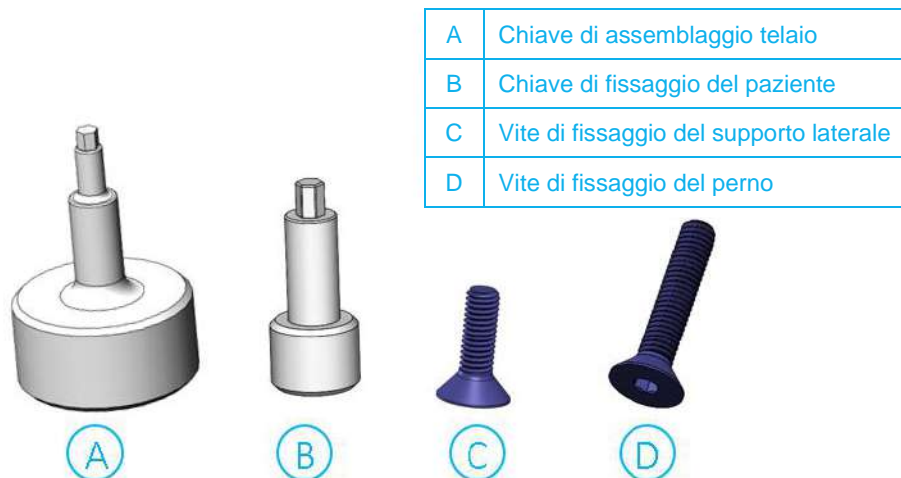 A Chiave di assemblaggio telaio
B Chiave di fissaggio del paziente
C Vite di fissaggio del supporto laterale
D Vite di fissaggio del perno
A B C D